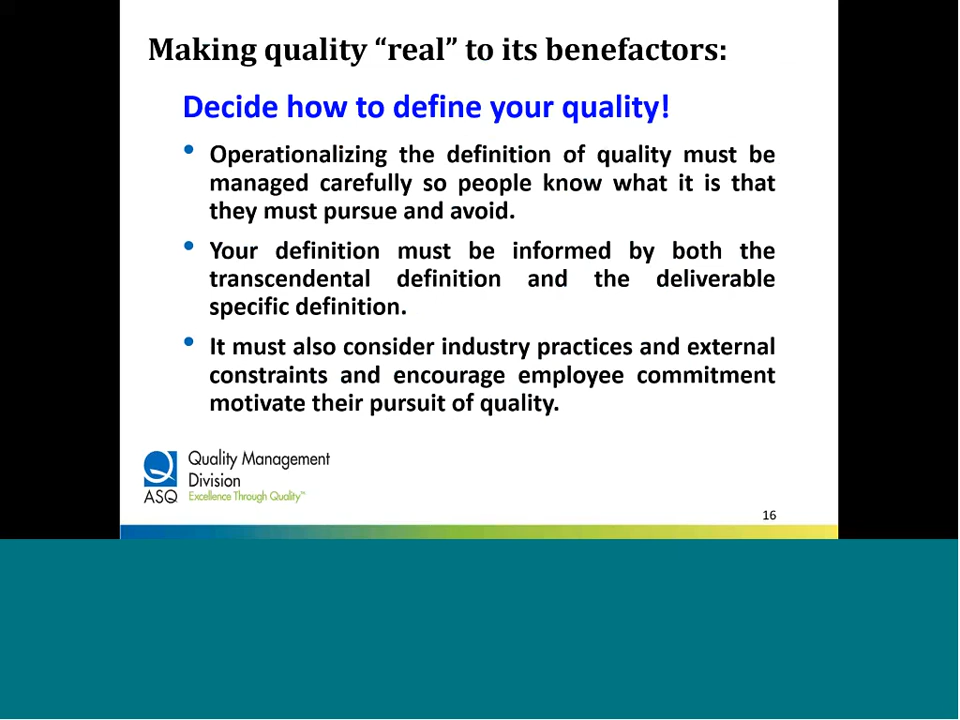 Making quality “real” to its benefactors:
Decide how to define your quality!
• Operationalizing the definition of quality must be
managed carefully so people know what it is that
they must pursue and avoid.
• Your definition must be informed by both the
transcendental definition and the deliverable
specific definition.
• It must also consider industry practices and external
constraints and encourage employee commitment
motivate their pursuit of quality.
Quality Management
Division
ASQ Excellence Through Quality™
16